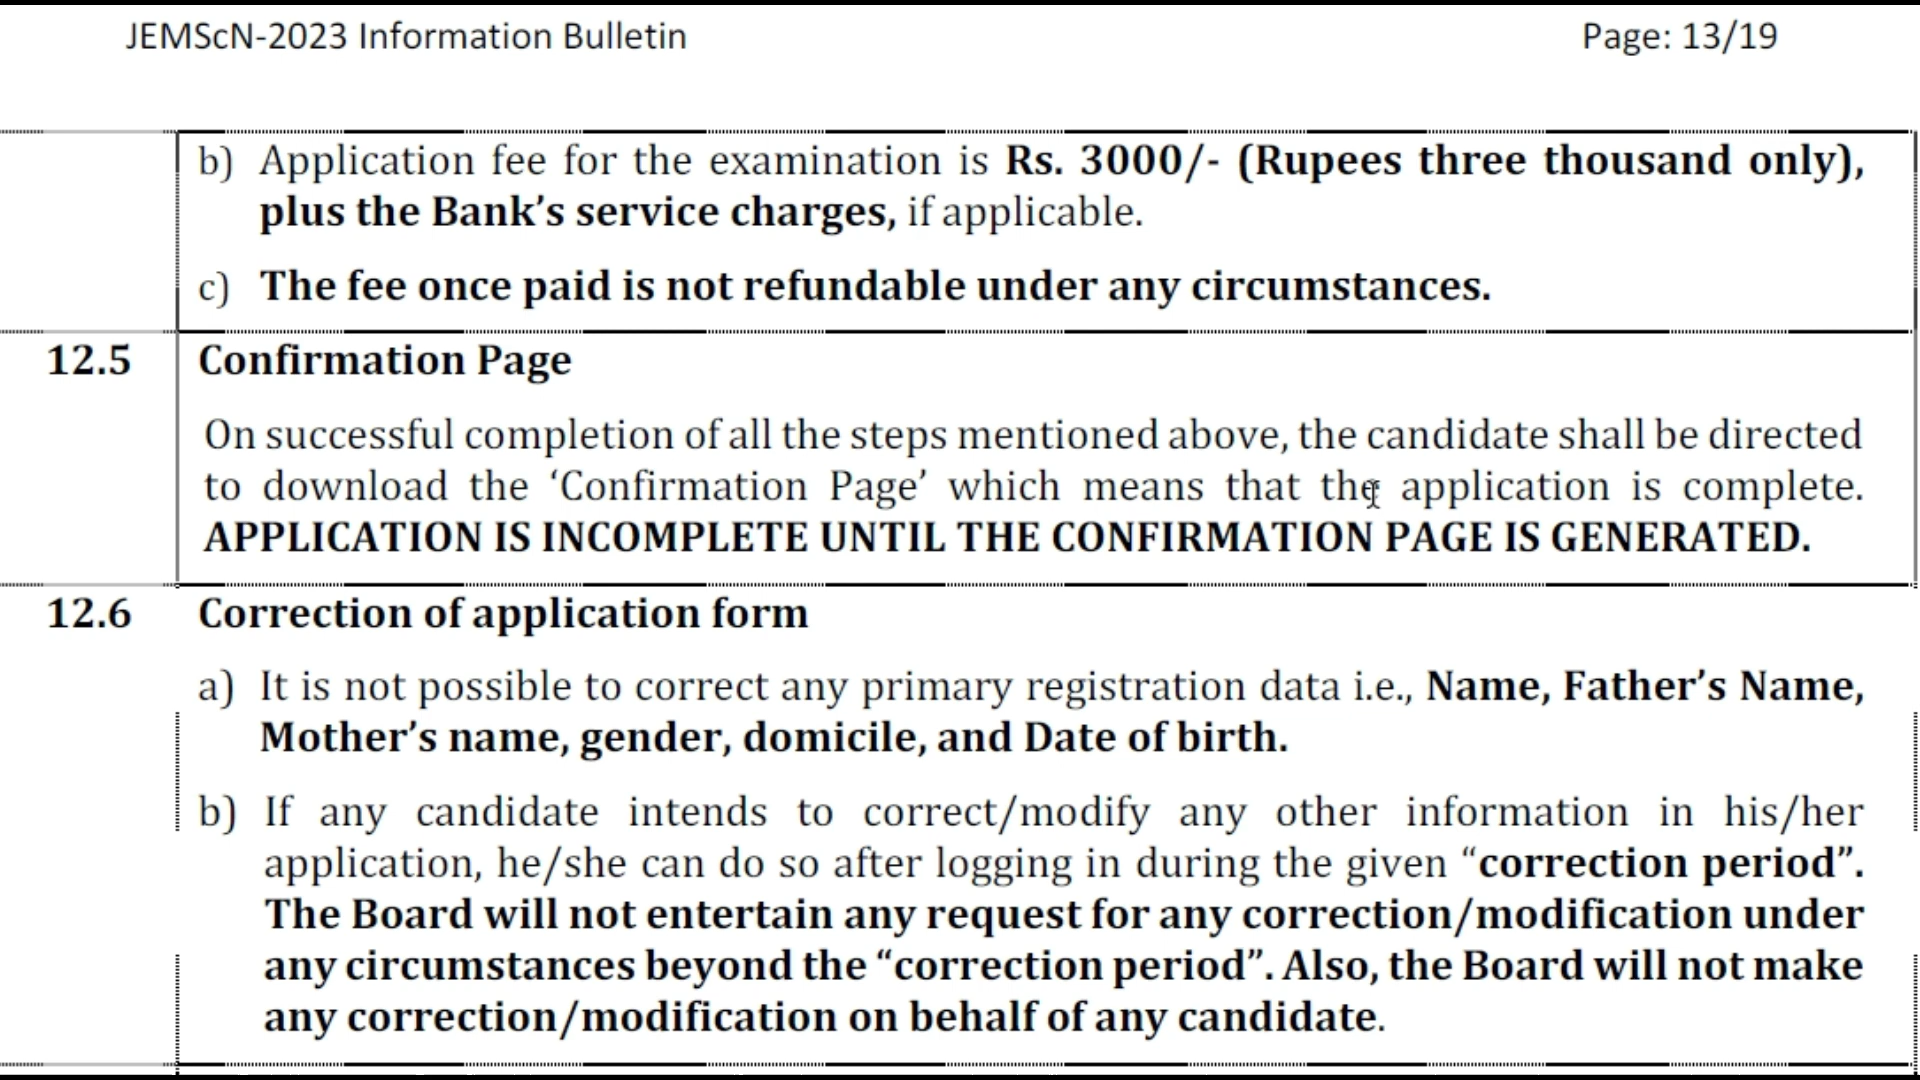 JEMScN-2023 Information Bulletin Page: 13/19
b) Application fee for the examination is Rs. 3000/- (Rupees three thousand only),
plus the Bank’s service charges, if applicable.
c) The fee once paid is not refundable under any circumstances.
12.5 Confirmation Page
On successful completion of all the steps mentioned above, the candidate shall be directed
to download the ‘Confirmation Page’ which means that the application is complete.
APPLICATION IS INCOMPLETE UNTIL THE CONFIRMATION PAGE IS GENERATED.
12.6 Correction of application form
a) It is not possible to correct any primary registration data i.e., Name, Father’s Name,
Mother’s name, gender, domicile, and Date of birth.
b) If any candidate intends to correct/modify any other information in his/her
application, he/she can do so after logging in during the given “correction period”.
The Board will not entertain any request for any correction/modification under
any circumstances beyond the “correction period”. Also, the Board will not make
any correction/modification on behalf of any candidate.